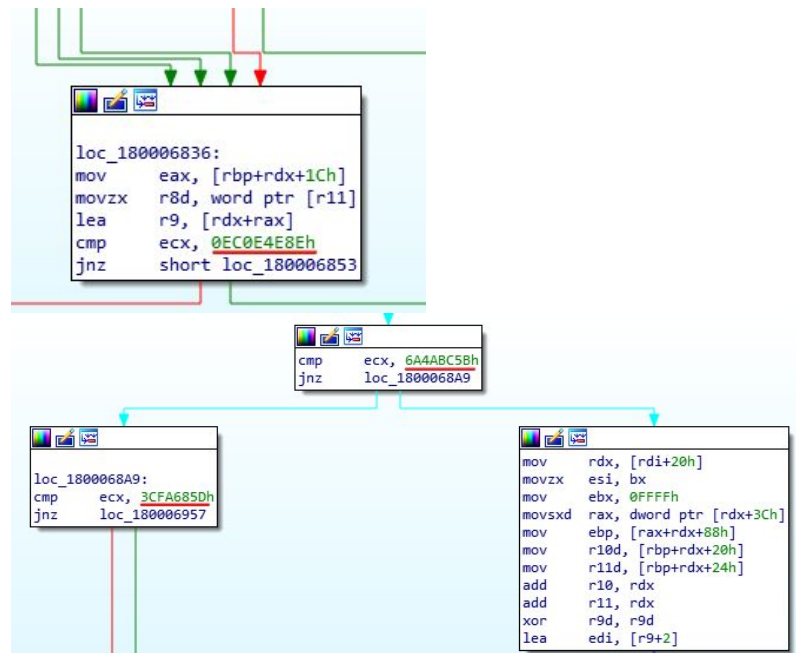 loc_180006836:
mov eax, [rbp+rdx+1Ch]
movzx r8d, word ptr [r11]
lea r9, [rdx+rax]
cmp ecx, 0EC0E4E8Eh
jnz short loc_180006853
cmp ecx, 6A4ABC5Bh
jnz loc_1800068A9
loc_1800068A9:
cmp ecx, 3CFA685Dh
jnz loc_180006957
mov rdx, [rdi+20h]
movzx esi, bx
mov ebx, 0FFFFh
movsxd rax, dword ptr [rdx+3Ch]
mov ebp, [rax+rdx+88h]
mov r10d, [rbp+rdx+20h]
mov r11d, [rbp+rdx+24h]
add r10, rdx
add r11, rdx
xor r9d, r9d
lea edi, [r9+2]